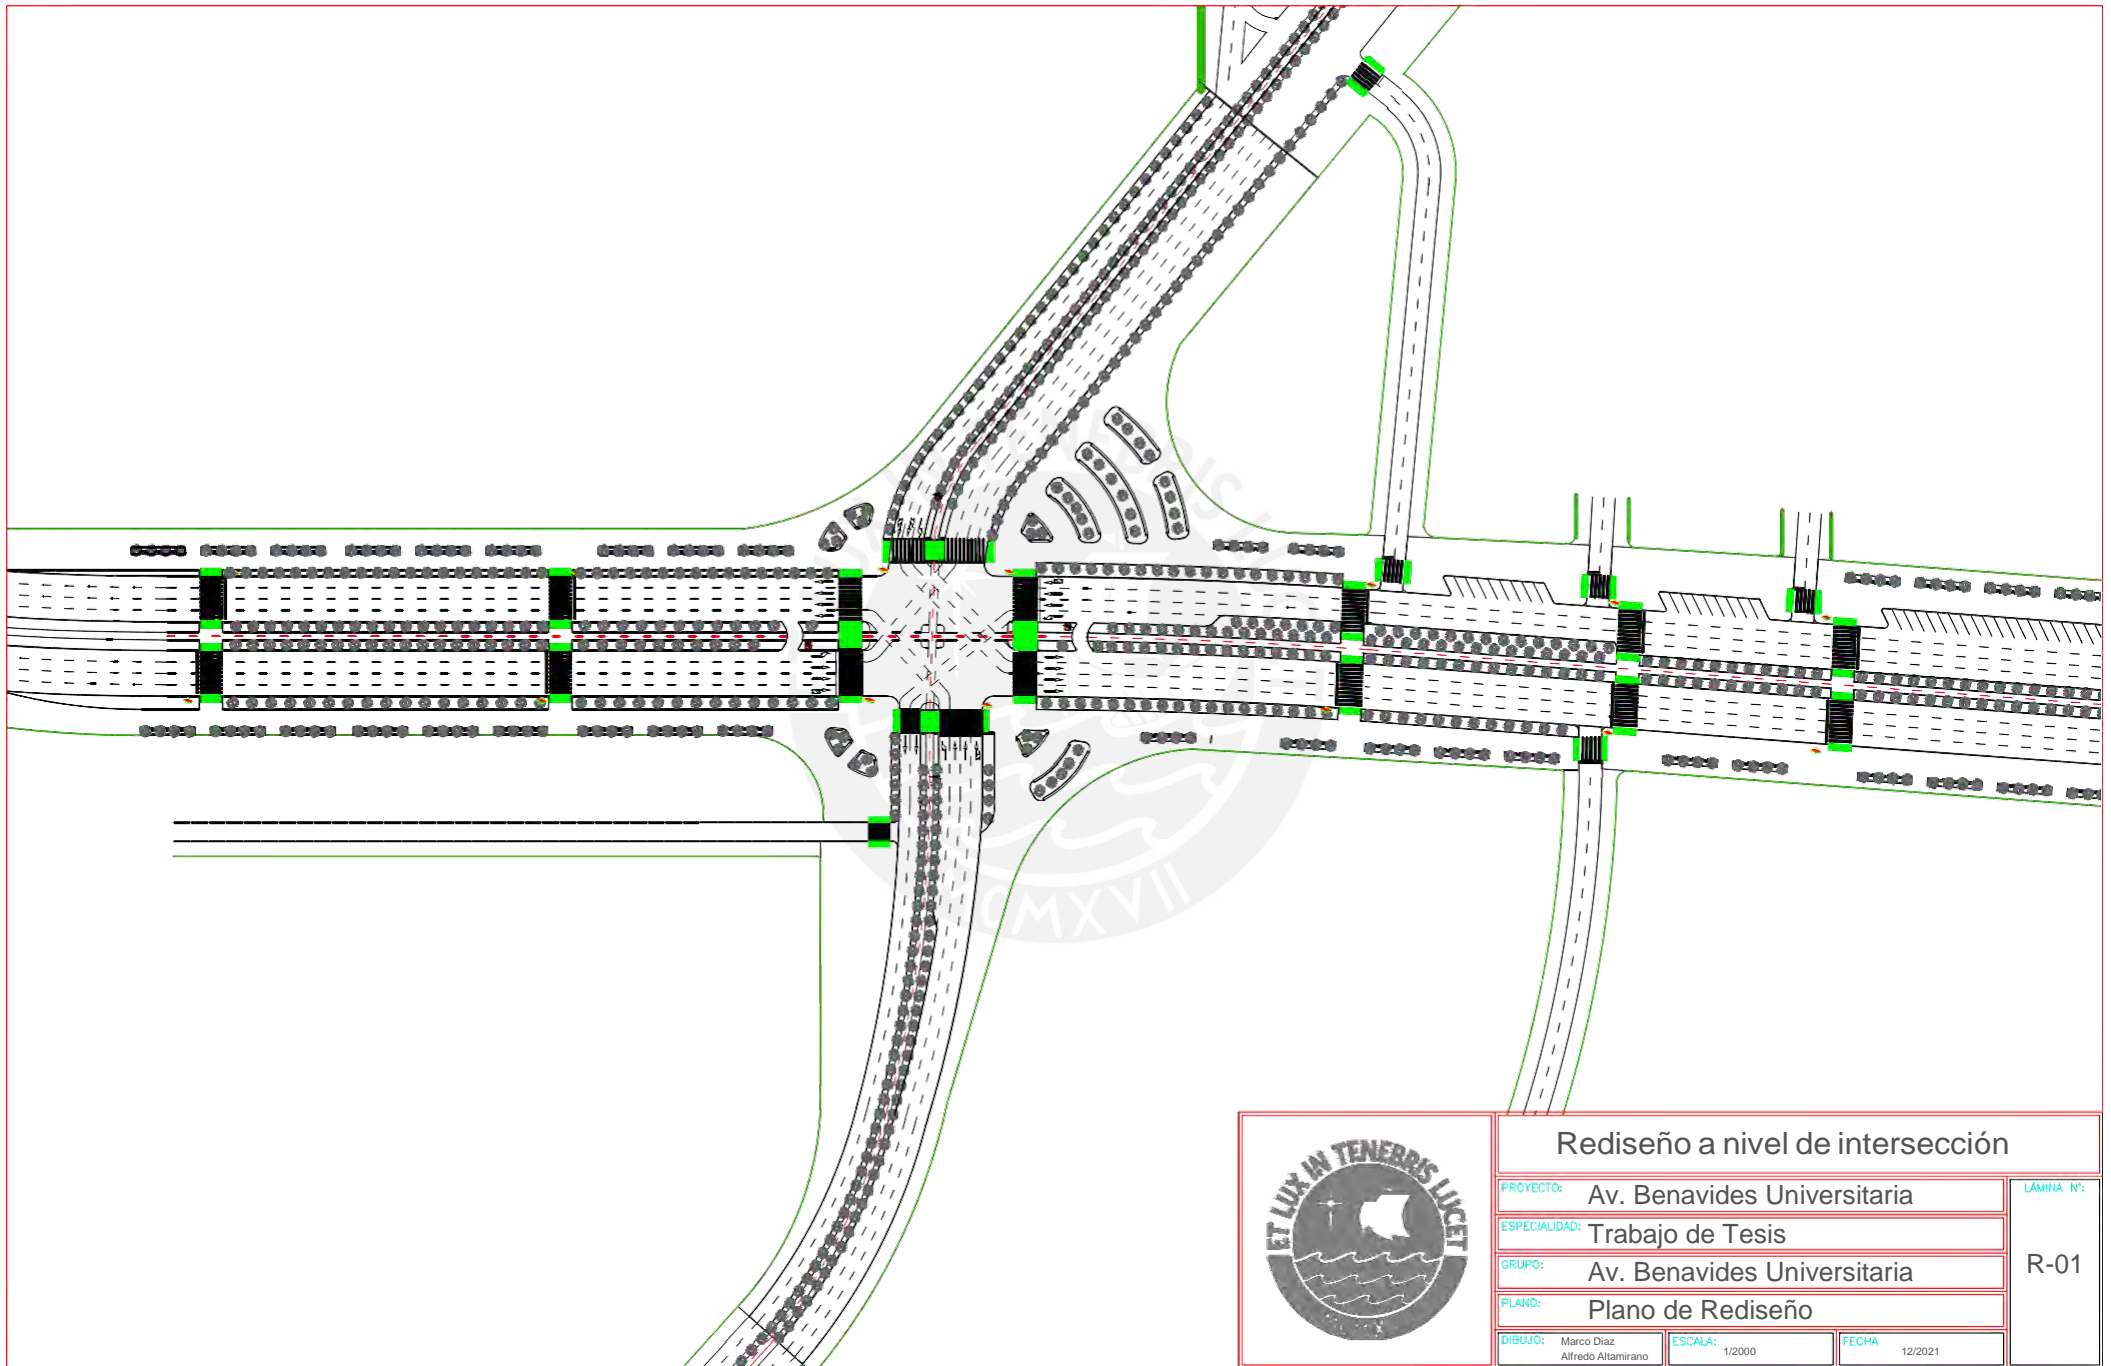 Rediseño a nivel de intersección
PROYECTO: Av. Benavides Universitaria
LÁMINA N°:
ESPECIALIDAD: Trabajo de Tesis
GRUPO: Av. Benavides Universitaria
R-01
PLANO: Plano de Rediseño
DIBUJO: Marco Diaz
Alfredo Altamirano
ESCALA: 1/2000
FECHA 12/2021
ET LUX IN TENEBRIS LUCET